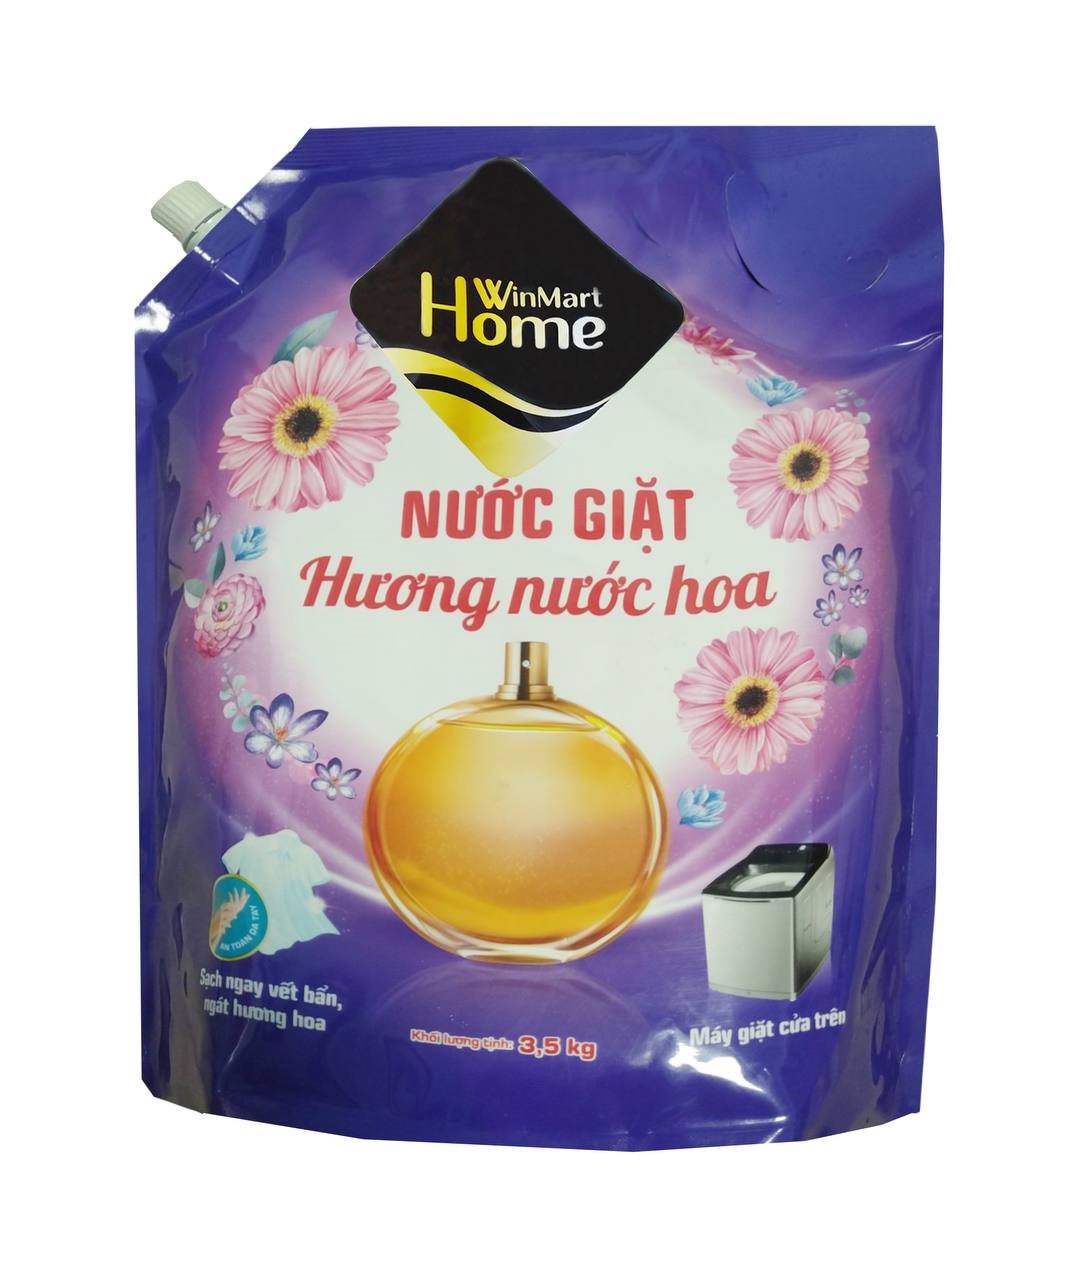 WinMart
Home
NƯỚC GIẶT
Hương nước hoa
AN TOÀN DA TAY
Sạch ngay vết bẩn,
ngát hương hoa
Khối lượng tịnh: 3,5 kg
Máy giặt cửa trên